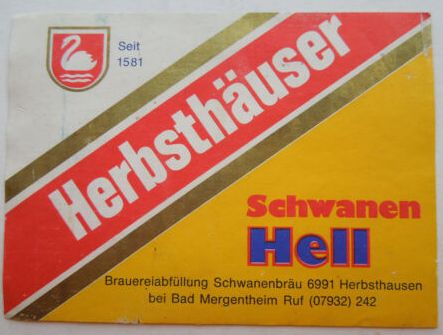 Seit
1581
Herbsthäuser
Schwanen
Hell
Brauereiabfüllung Schwanenbräu 6991 Herbsthausen
bei Bad Mergentheim Ruf (07932) 242